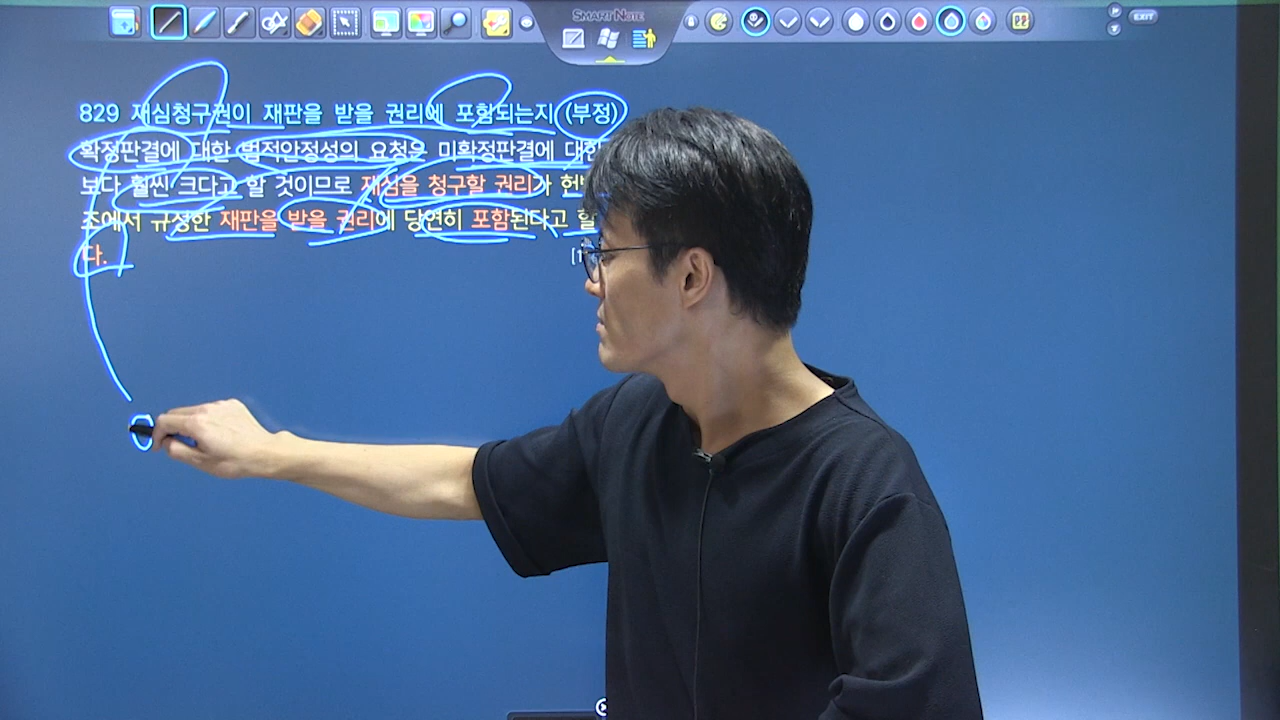 SMARTNOTE
EXIT
829 재심청구권이 재판을 받을 권리에 포함되는지 (부정)
확정판결에 대한 법적안정성의 요청은 미확정판결에 대한
보다 훨씬 크다고 할 것이므로 재심을 청구할 권리가
조에서 규정한 재판을 받을 권리에 당연히 포함된다고 할
다.